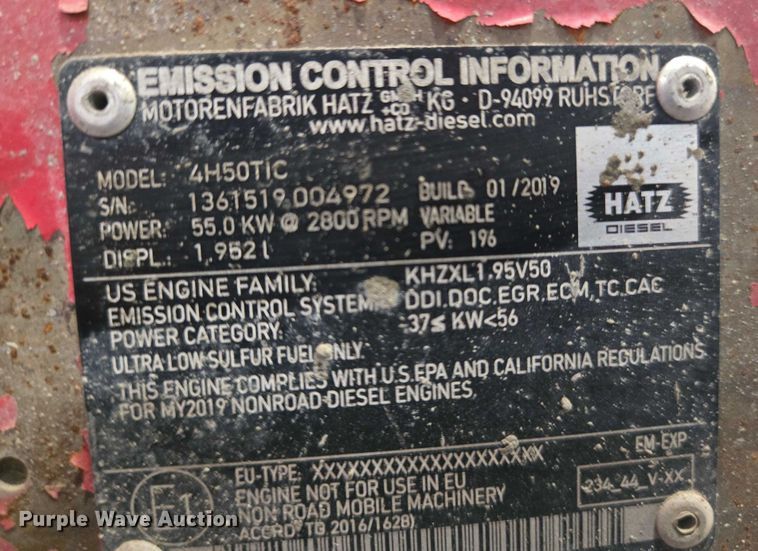 EMISSION CONTROL INFORMATION
MOTORENFABRIK HATZ GMBH +CO KG - D-94099 RUHSTORF
www.hatz-diesel.com
MODEL: 4H50TIC
S/N: 1361519 004972 BUILD 01/2019
POWER: 55.0 KW @ 2800 RPM VARIABLE
DISPL.: 1,952 l PV: 196
HATZ
DIESEL
US ENGINE FAMILY: KHZXL1.95V50
EMISSION CONTROL SYSTEM: DDI,DOC,EGR,ECM,TC,CAC
POWER CATEGORY: 37≤ KW<56
ULTRA LOW SULFUR FUEL ONLY
THIS ENGINE COMPLIES WITH U.S.EPA AND CALIFORNIA REGULATIONS
FOR MY2019 NONROAD DIESEL ENGINES.
EM-EXP
EU-TYPE: XXXXXXXXXXXXXXXXXXXXXX
ENGINE NOT FOR USE IN EU
NON ROAD MOBILE MACHINERY
ACCRD. TO 2016/1628)
234_44_V-XX
Purple Wave Auction